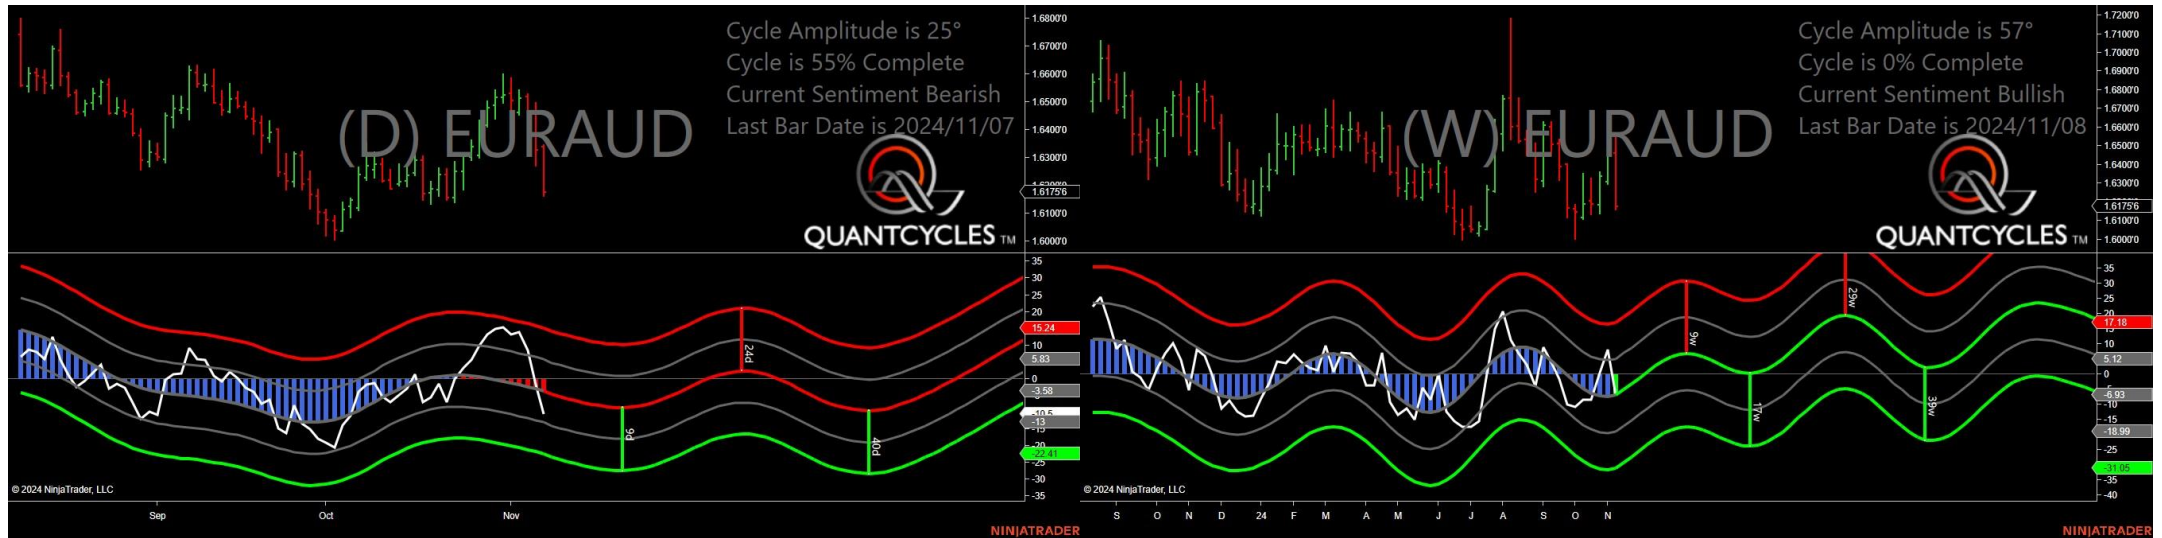 Cycle Amplitude is 25°
Cycle is 55% Complete
Current Sentiment Bearish
Last Bar Date is 2024/11/07
(D) EURAUD
QUANTCYCLES TM
1.6800'0
1.6700'0
1.6600'0
1.6500'0
1.6400'0
1.6300'0
1.6175'6
1.6100'0
1.6000'0
35
30
25
20
15.24
10
5.83
0
-3.58
-10.5
-13
-15
-20
-22.41
-25
-30
-35
24d
9d
40d
© 2024 NinjaTrader, LLC
Sep Oct Nov
NINJATRADER
Cycle Amplitude is 57°
Cycle is 0% Complete
Current Sentiment Bullish
Last Bar Date is 2024/11/08
(W) EURAUD
QUANTCYCLES TM
1.7200'0
1.7100'0
1.7000'0
1.6900'0
1.6800'0
1.6700'0
1.6600'0
1.6500'0
1.6400'0
1.6300'0
1.6175'6
1.6100'0
1.6000'0
35
30
25
20
17.18
10
5.12
0
-5
-6.93
-10
-15
-18.99
-25
-31.05
-35
-40
9w
17w
29w
39w
© 2024 NinjaTrader, LLC
S O N D 24 F M A M J J A S O N
NINJATRADER